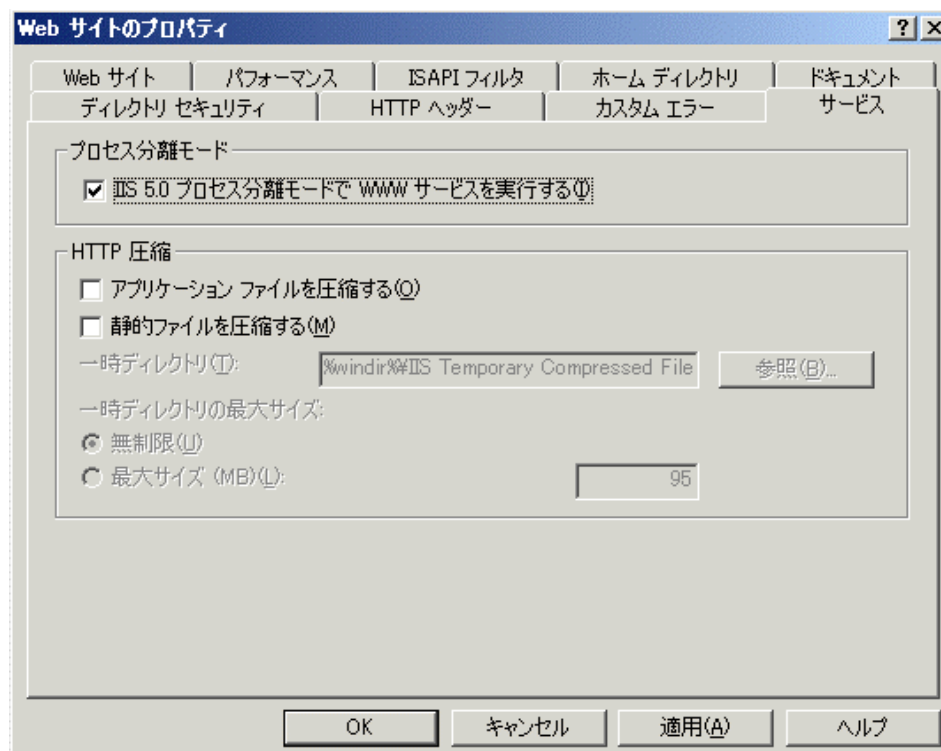 Web サイトのプロパティ
Web サイト パフォーマンス ISAPI フィルタ ホーム ディレクトリ ドキュメント
ディレクトリ セキュリティ HTTP ヘッダー カスタム エラー サービス
プロセス分離モード
IIS 5.0 プロセス分離モードで WWW サービスを実行する(I)
HTTP 圧縮
アプリケーション ファイルを圧縮する(O)
静的ファイルを圧縮する(M)
一時ディレクトリ(T): %windir%¥IIS Temporary Compressed File 参照(B)...
一時ディレクトリの最大サイズ:
無制限(U)
最大サイズ (MB)(L): 95
OK キャンセル 適用(A) ヘルプ